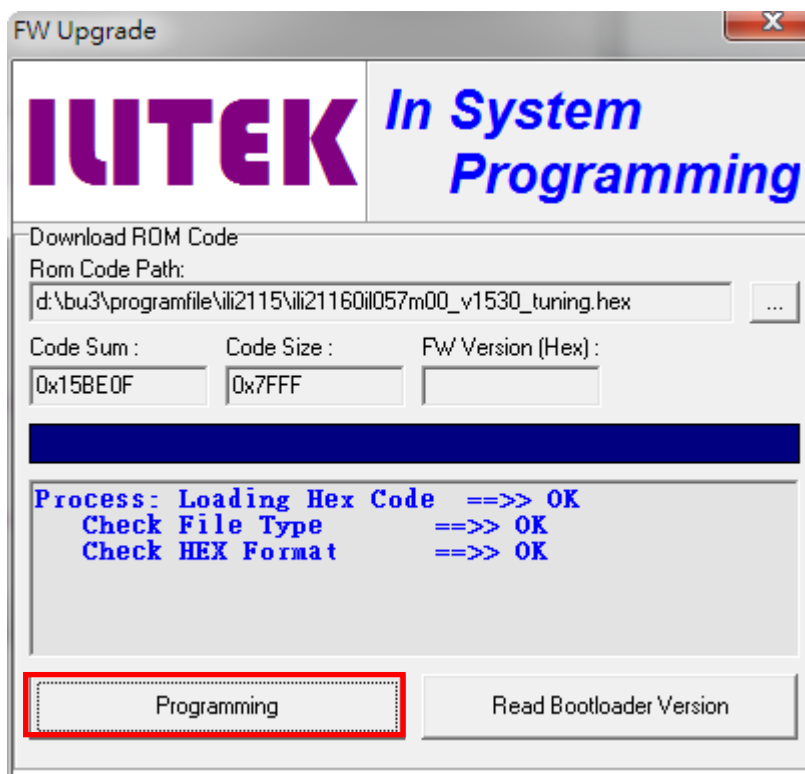 FW Upgrade
x
ILITEK
In System
Programming
Download ROM Code
Rom Code Path:
d:\bu3\programfile\ili2115\ili21160il057m00_v1530_tuning.hex
...
Code Sum : Code Size : FW Version (Hex) :
0x15BE0F 0x7FFF
Process: Loading Hex Code ==>> OK
Check File Type ==>> OK
Check HEX Format ==>> OK
Programming Read Bootloader Version